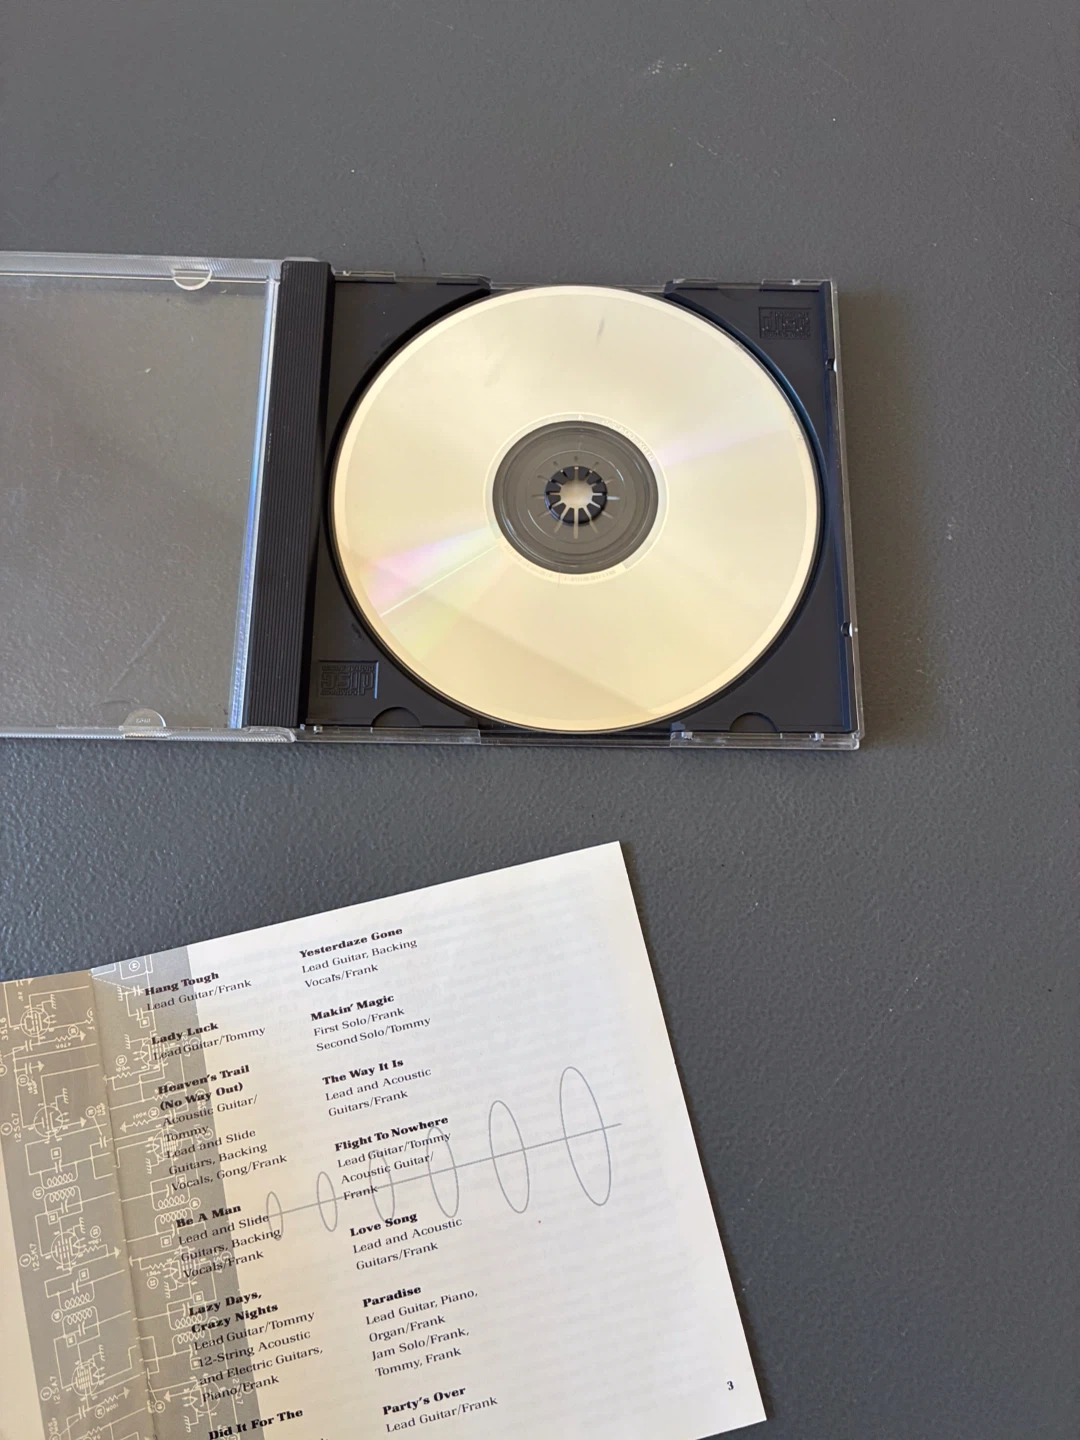 disc
disc
Hang Tough
Lead Guitar/Frank
Lady Luck
Lead Guitar/Tommy
Heaven's Trail
(No Way Out)
Acoustic Guitar/
Tommy
Lead and Slide
Guitars, Backing
Vocals, Gong/Frank
Be A Man
Lead and Slide
Guitars, Backing
Vocals/Frank
Lazy Days,
Crazy Nights
Lead Guitar/Tommy
12-String Acoustic
and Electric Guitars,
Piano/Frank
Did It For The
Yesterdaze Gone
Lead Guitar, Backing
Vocals/Frank
Makin' Magic
First Solo/Frank
Second Solo/Tommy
The Way It Is
Lead and Acoustic
Guitars/Frank
Flight To Nowhere
Lead Guitar/Tommy
Acoustic Guitar/
Frank
Love Song
Lead and Acoustic
Guitars/Frank
Paradise
Lead Guitar, Piano,
Organ/Frank
Jam Solo/Frank,
Tommy, Frank
Party's Over
Lead Guitar/Frank
3